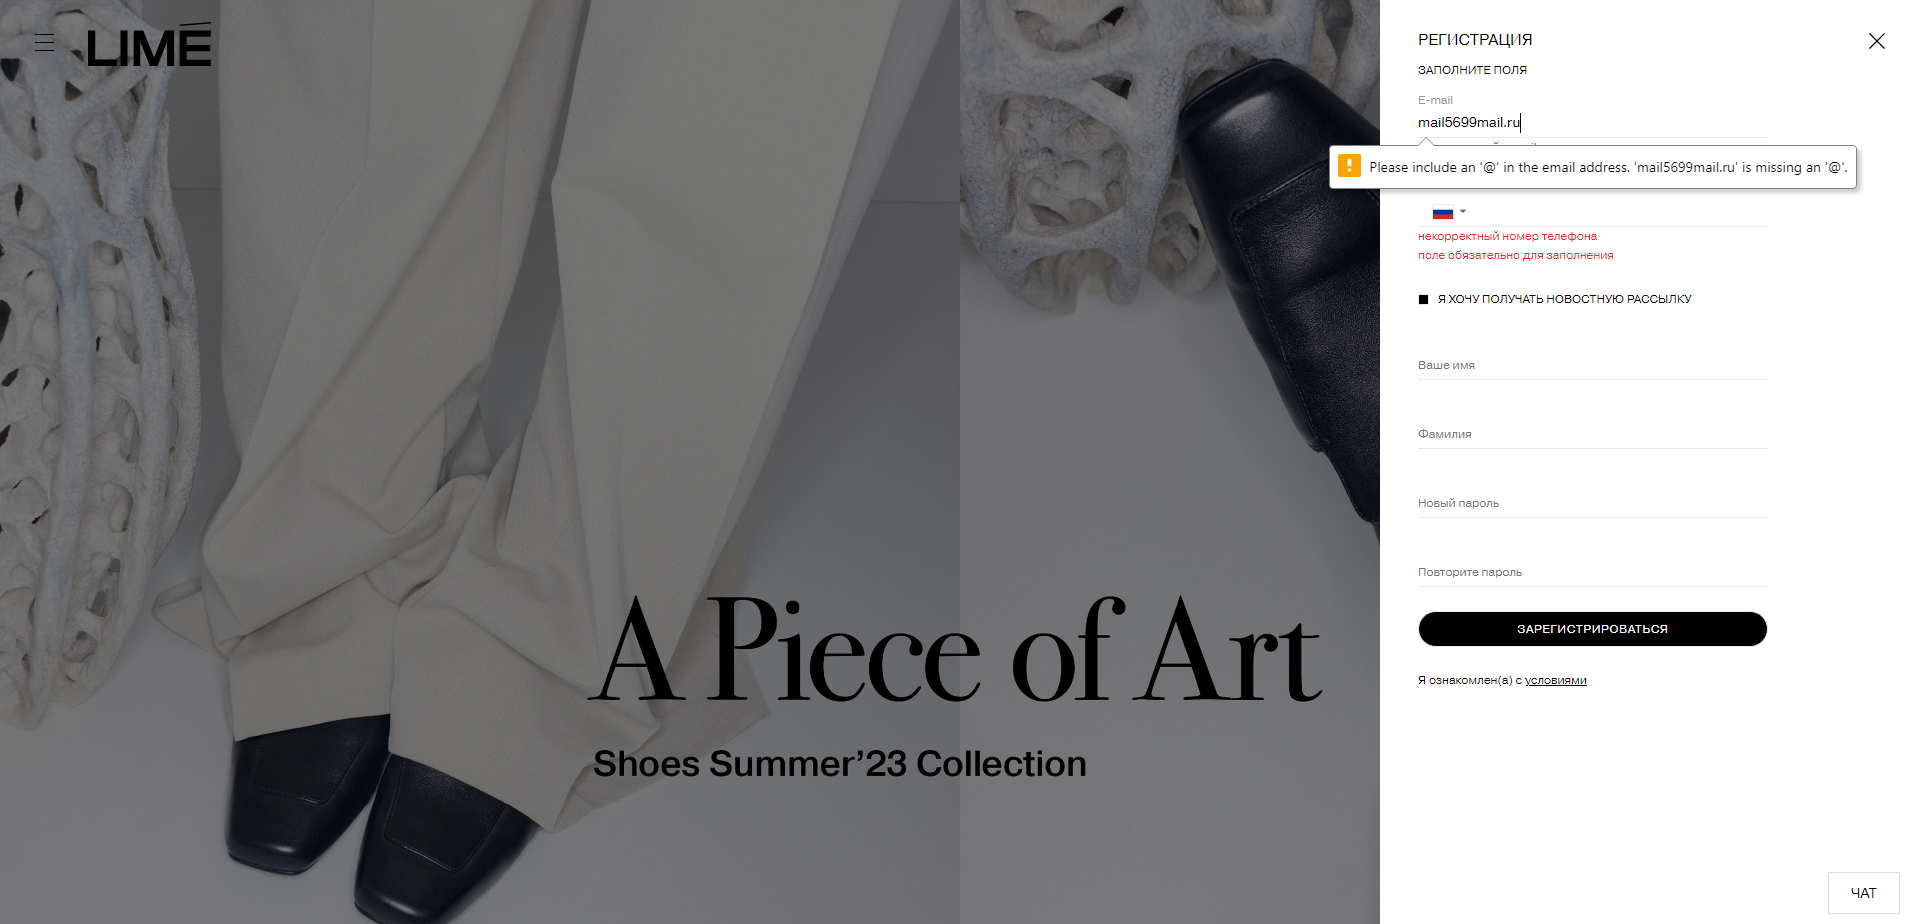 LIMÉ
РЕГИСТРАЦИЯ
ЗАПОЛНИТЕ ПОЛЯ
E-mail
mail5699mail.ru
Please include an '@' in the email address. 'mail5699mail.ru' is missing an '@'.
некорректный номер телефона
поле обязательно для заполнения
Я ХОЧУ ПОЛУЧАТЬ НОВОСТНУЮ РАССЫЛКУ
Ваше имя
Фамилия
Новый пароль
Повторите пароль
ЗАРЕГИСТРИРОВАТЬСЯ
Я ознакомлен(а) с условиями
A Piece of Art
Shoes Summer’23 Collection
ЧАТ